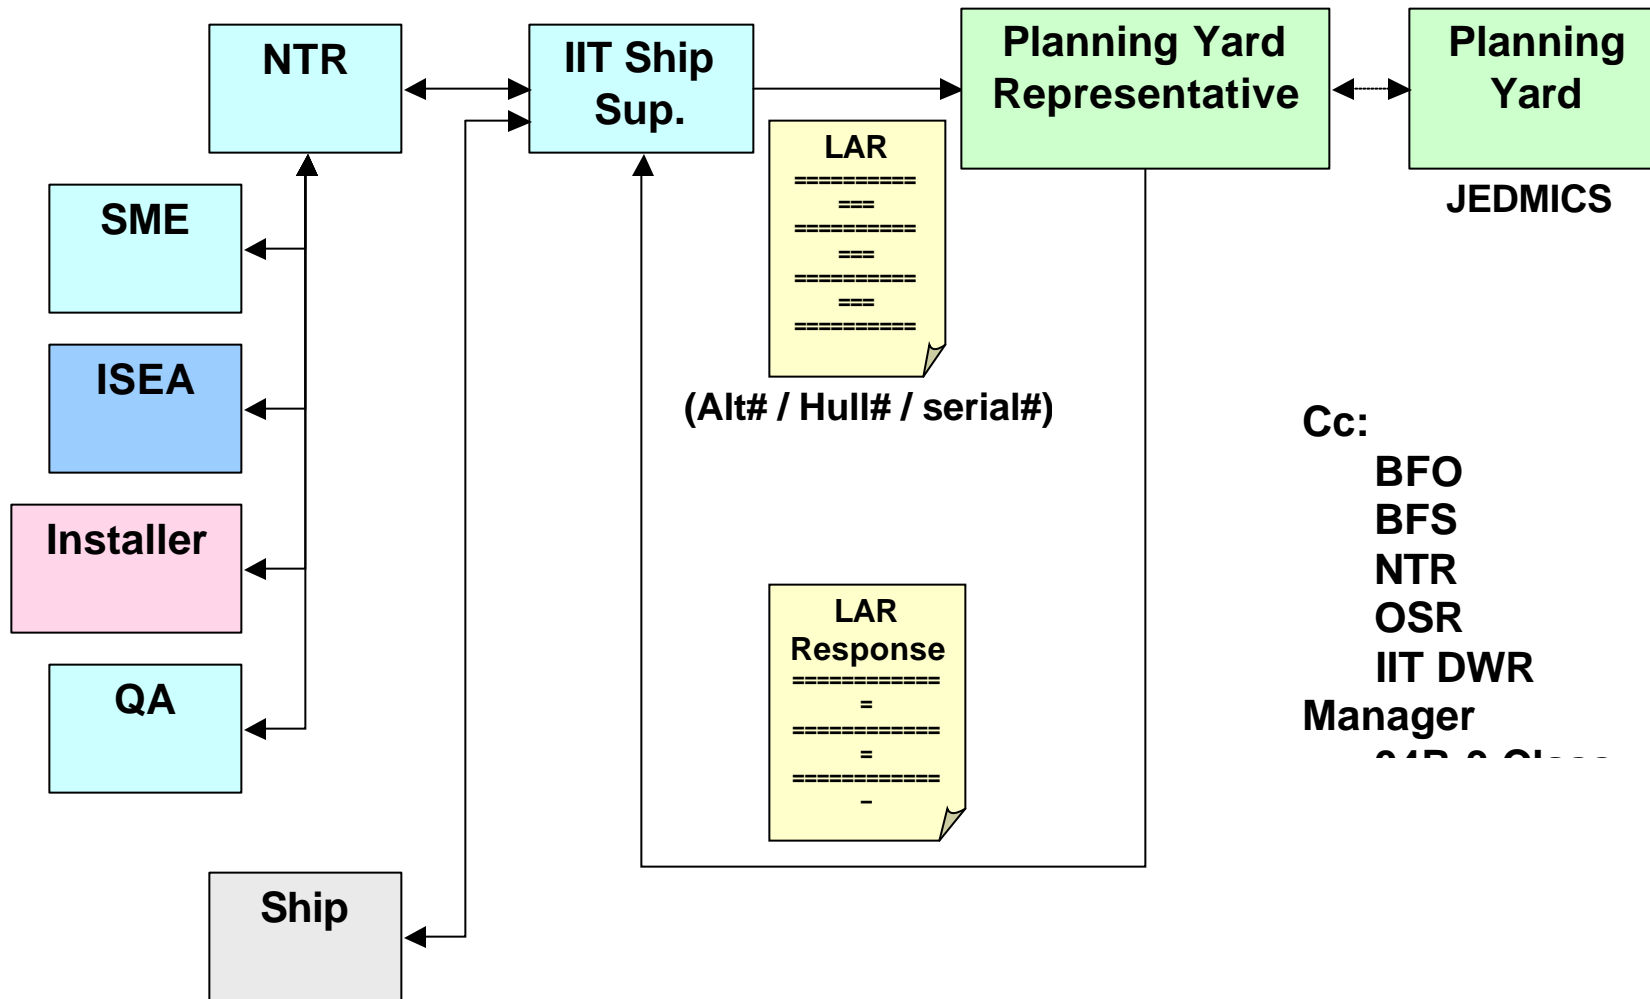 NTR
IIT Ship
Sup.
Planning Yard
Representative
Planning
Yard
JEDMICS
LAR
==========
===
==========
===
==========
===
==========
(Alt# / Hull# / serial#)
SME
ISEA
Installer
QA
Ship
LAR
Response
============
=
============
=
============
Cc:
BFO
BFS
NTR
OSR
IIT DWR
Manager